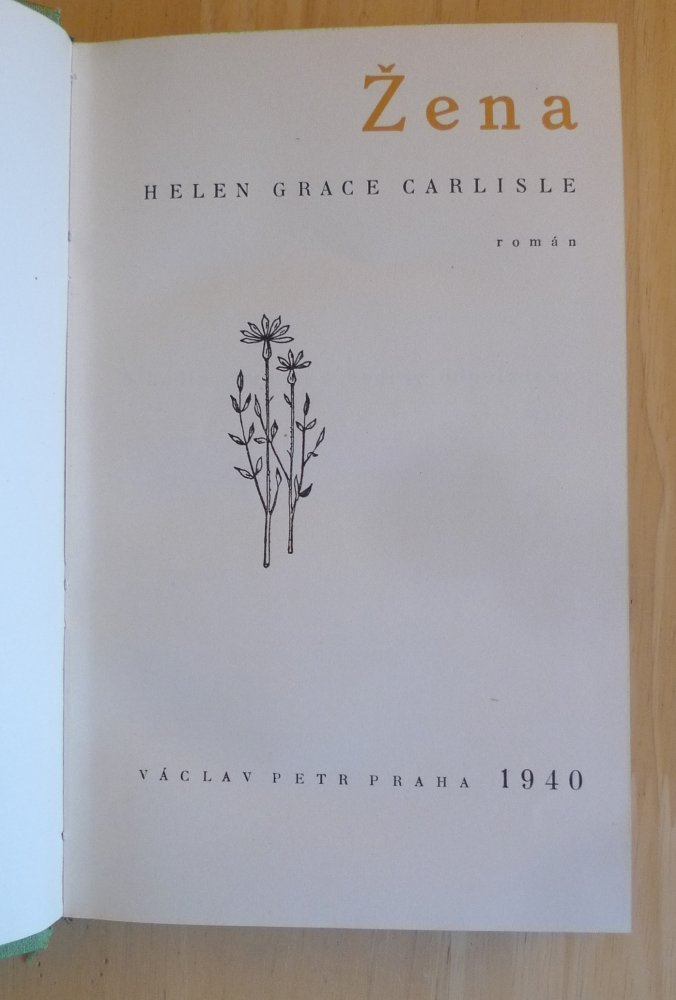 Žena
HELEN GRACE CARLISLE
román
VÁCLAV PETR PRAHA 1940